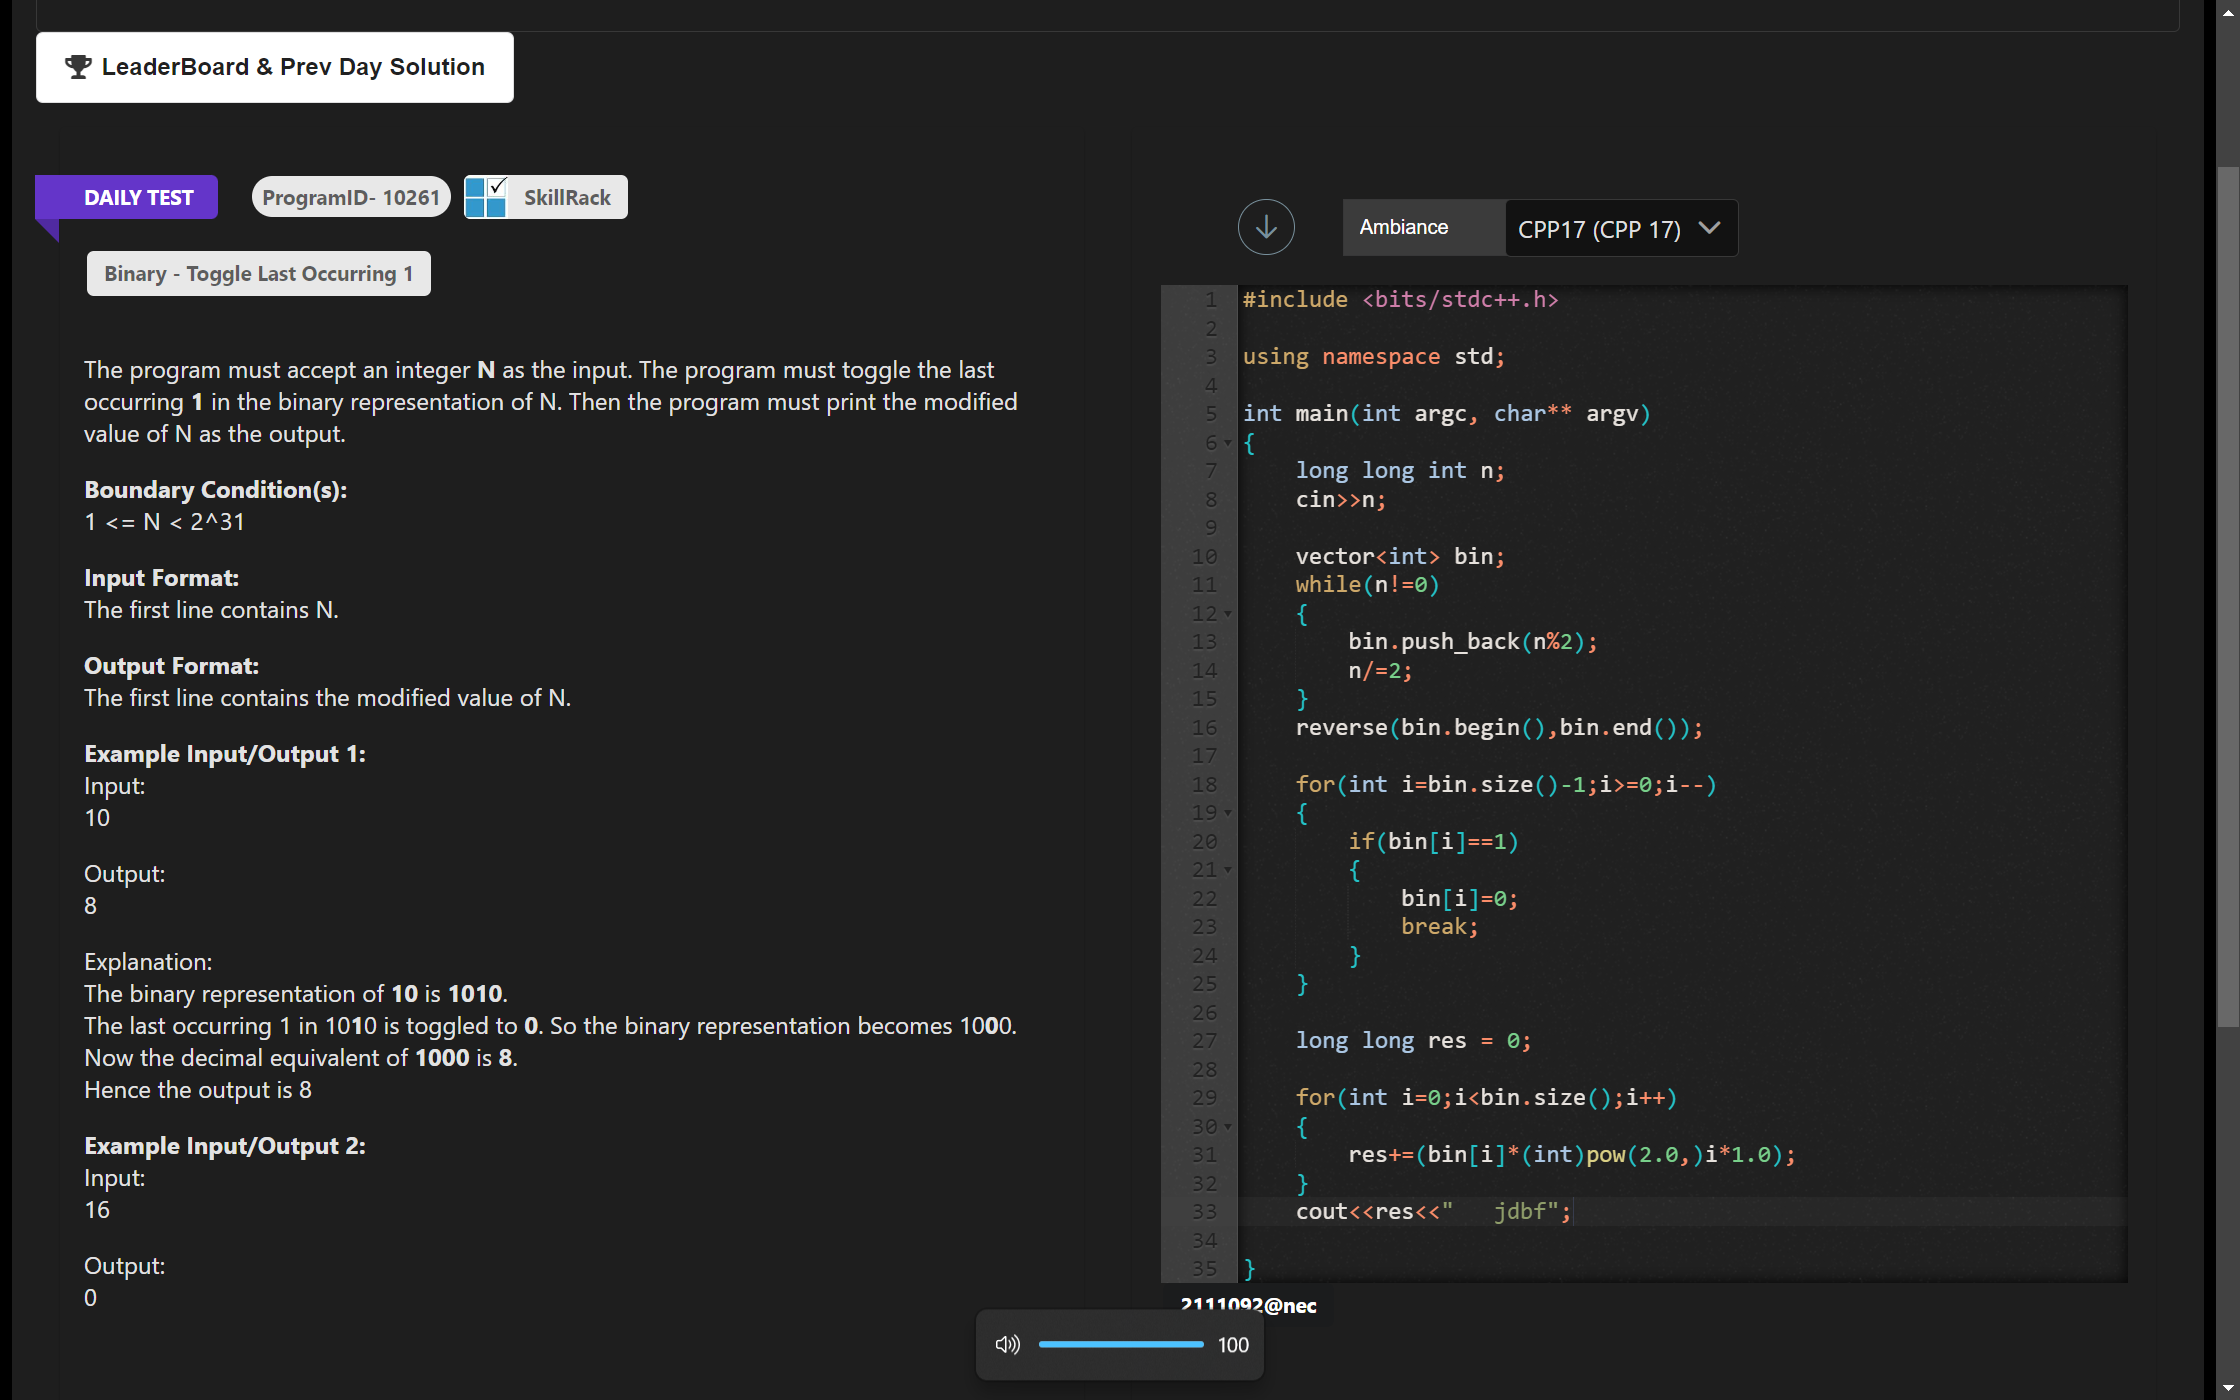 LeaderBoard & Prev Day Solution
DAILY TEST
ProgramID- 10261
SkillRack
Binary - Toggle Last Occurring 1
The program must accept an integer N as the input. The program must toggle the last
occurring 1 in the binary representation of N. Then the program must print the modified
value of N as the output.
Boundary Condition(s):
1 <= N < 2^31
Input Format:
The first line contains N.
Output Format:
The first line contains the modified value of N.
Example Input/Output 1:
Input:
10
Output:
8
Explanation:
The binary representation of 10 is 1010.
The last occurring 1 in 1010 is toggled to 0. So the binary representation becomes 1000.
Now the decimal equivalent of 1000 is 8.
Hence the output is 8
Example Input/Output 2:
Input:
16
Output:
0
Ambiance
CPP17 (CPP 17)
1 #include <bits/stdc++.h>
2
3 using namespace std;
4
5 int main(int argc, char** argv)
6 {
7     long long int n;
8     cin>>n;
9
10     vector<int> bin;
11     while(n!=0)
12     {
13         bin.push_back(n%2);
14         n/=2;
15     }
16     reverse(bin.begin(),bin.end());
17
18     for(int i=bin.size()-1;i>=0;i--)
19     {
20         if(bin[i]==1)
21         {
22             bin[i]=0;
23             break;
24         }
25     }
26
27     long long res = 0;
28
29     for(int i=0;i<bin.size();i++)
30     {
31         res+=(bin[i]*(int)pow(2.0,)i*1.0);
32     }
33     cout<<res<<"   jdbf";
34
35 }
2111092@nec
100